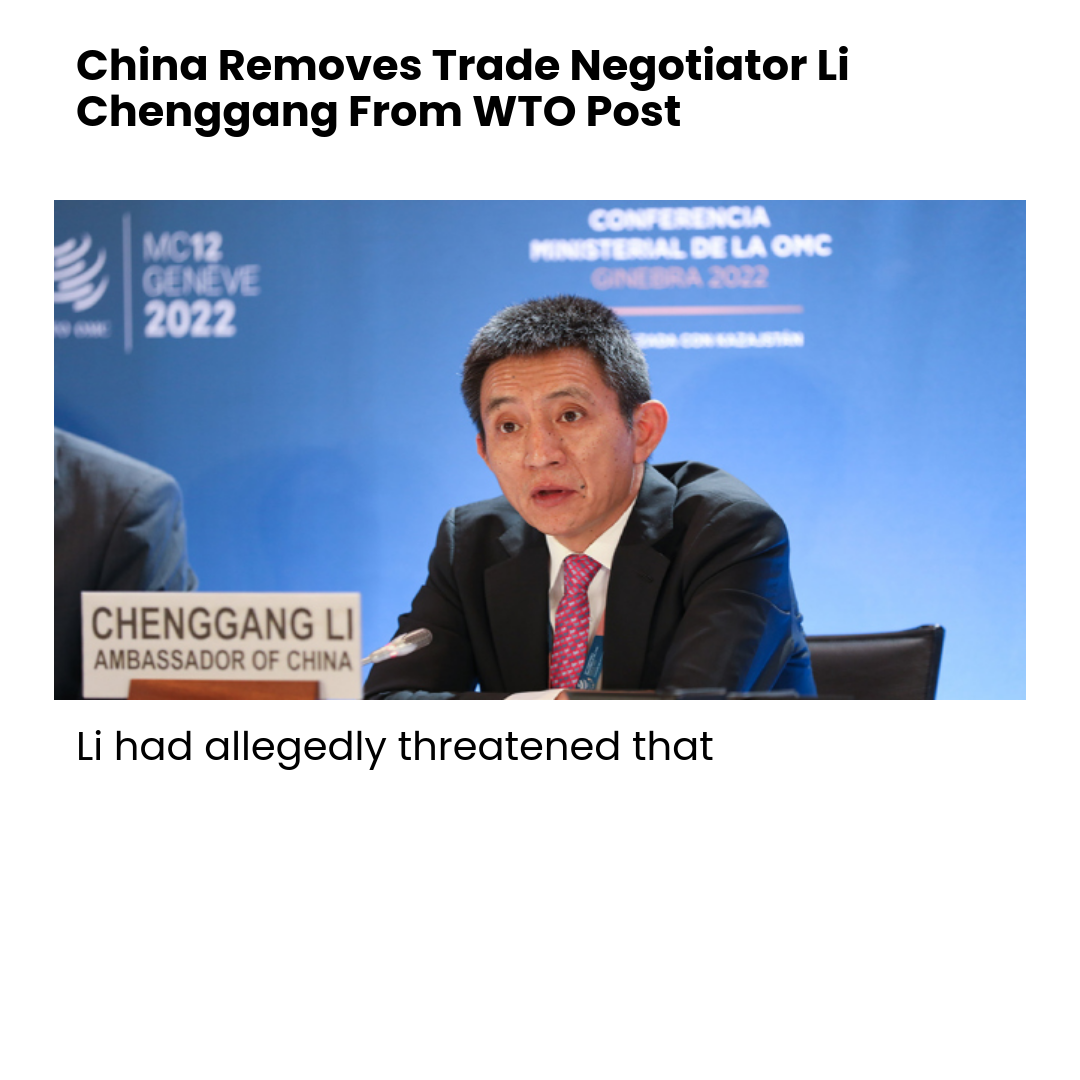 China Removes Trade Negotiator Li
Chenggang From WTO Post
MC12
GENÈVE
2022
CONFERENCIA
MINISTERIAL DE LA OMC
GINEBRA 2022
CON KAZAJSTÁN
CHENGGANG LI
AMBASSADOR OF CHINA
Li had allegedly threatened that